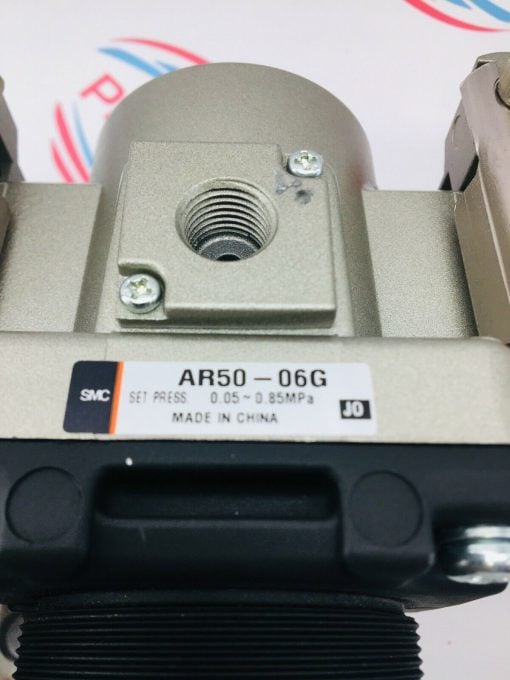 SMC
AR50-06G
SET PRESS. 0.05~0.85MPa
MADE IN CHINA
JO